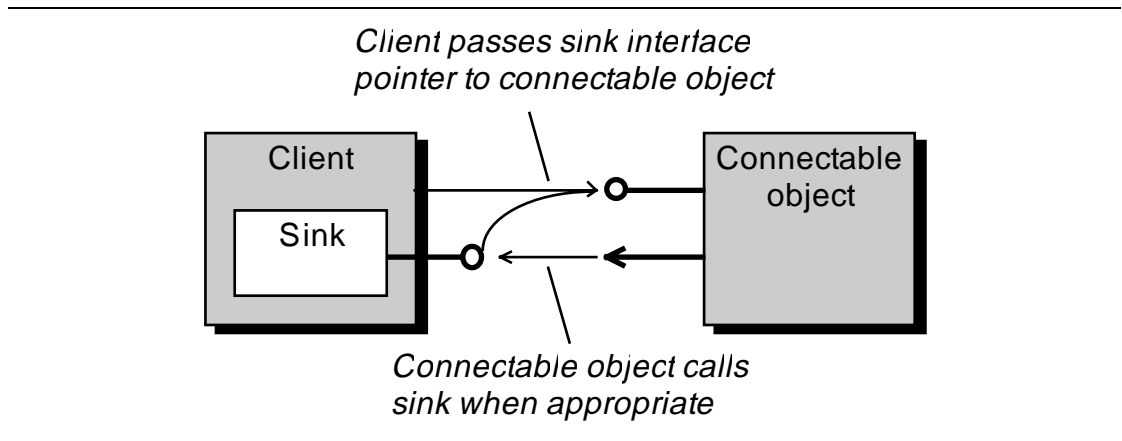 Client passes sink interface
pointer to connectable object
Client
Connectable
object
Sink
Connectable object calls
sink when appropriate